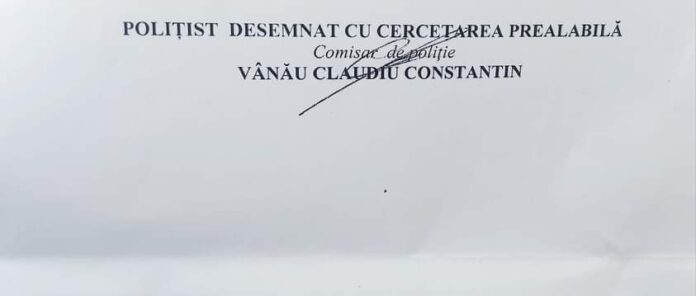 POLIȚIST DESEMNAT CU CERCETAREA PREALABILĂ
Comisar de poliție
VÂNĂU CLAUDIU CONSTANTIN